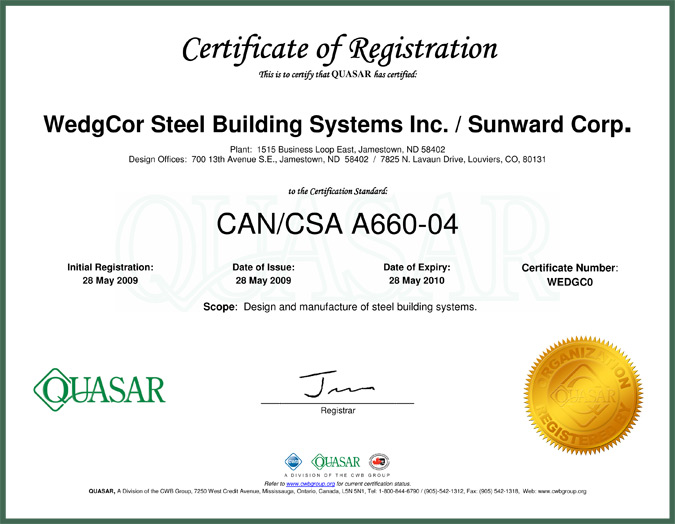 Certificate of Registration
This is to certify that QUASAR has certified:
WedgCor Steel Building Systems Inc. / Sunward Corp.
Plant: 1515 Business Loop East, Jamestown, ND 58402
Design Offices: 700 13th Avenue S.E., Jamestown, ND 58402 / 7825 N. Lavaun Drive, Louviers, CO, 80131
to the Certification Standard:
QUASAR
CAN/CSA A660-04
Initial Registration: Date of Issue: Date of Expiry: Certificate Number:
28 May 2009 28 May 2009 28 May 2010 WEDGC0
Scope: Design and manufacture of steel building systems.
QUASAR
Registrar
ORGANIZATION
QUASAR
REGISTERED BY
QUASAR
A DIVISION OF THE CWB GROUP
Refer to www.cwbgroup.org for current certification status.
QUASAR, A Division of the CWB Group, 7250 West Credit Avenue, Mississauga, Ontario, Canada, L5N 5N1, Tel: 1-800-844-6790 / (905)-542-1312, Fax: (905) 542-1318, Web: www.cwbgroup.org